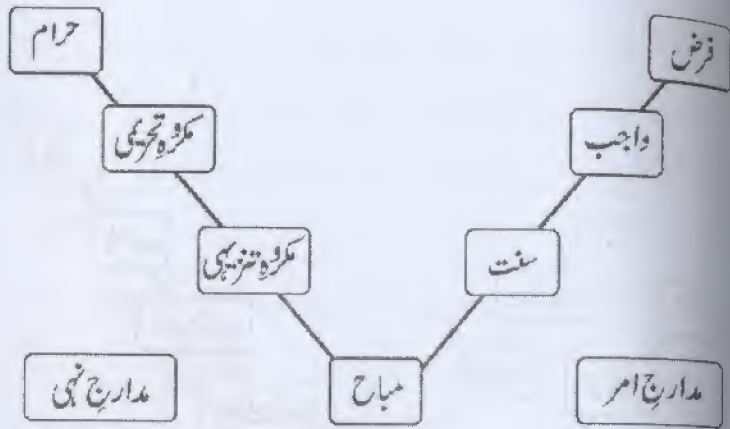 فرض
حرام
واجب
مکروہِ تحریمی
سنت
مکروہِ تنزیہی
مدارجِ امر
مباح
مدارجِ نہی